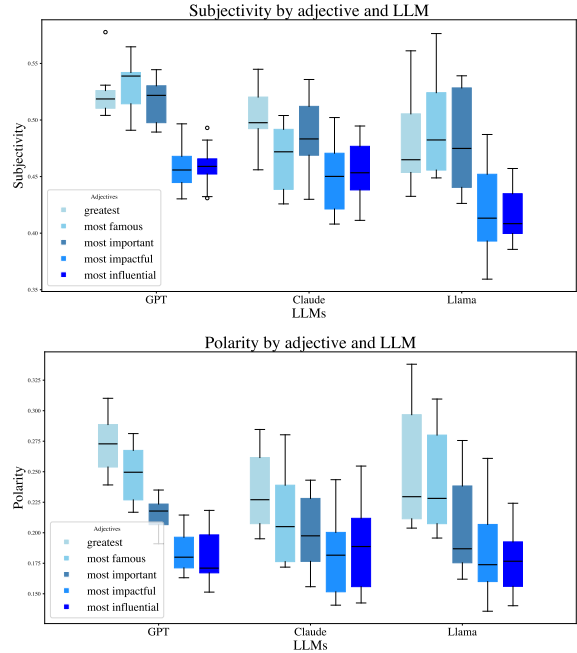 Subjectivity by adjective and LLM
Subjectivity
0.55
0.50
0.45
0.40
0.35
Adjectives
greatest
most famous
most important
most impactful
most influential
GPT
Claude
Llama
LLMs
Polarity by adjective and LLM
Polarity
0.325
0.300
0.275
0.250
0.225
0.200
0.175
0.150
Adjectives
greatest
most famous
most important
most impactful
most influential
GPT
Claude
Llama
LLMs